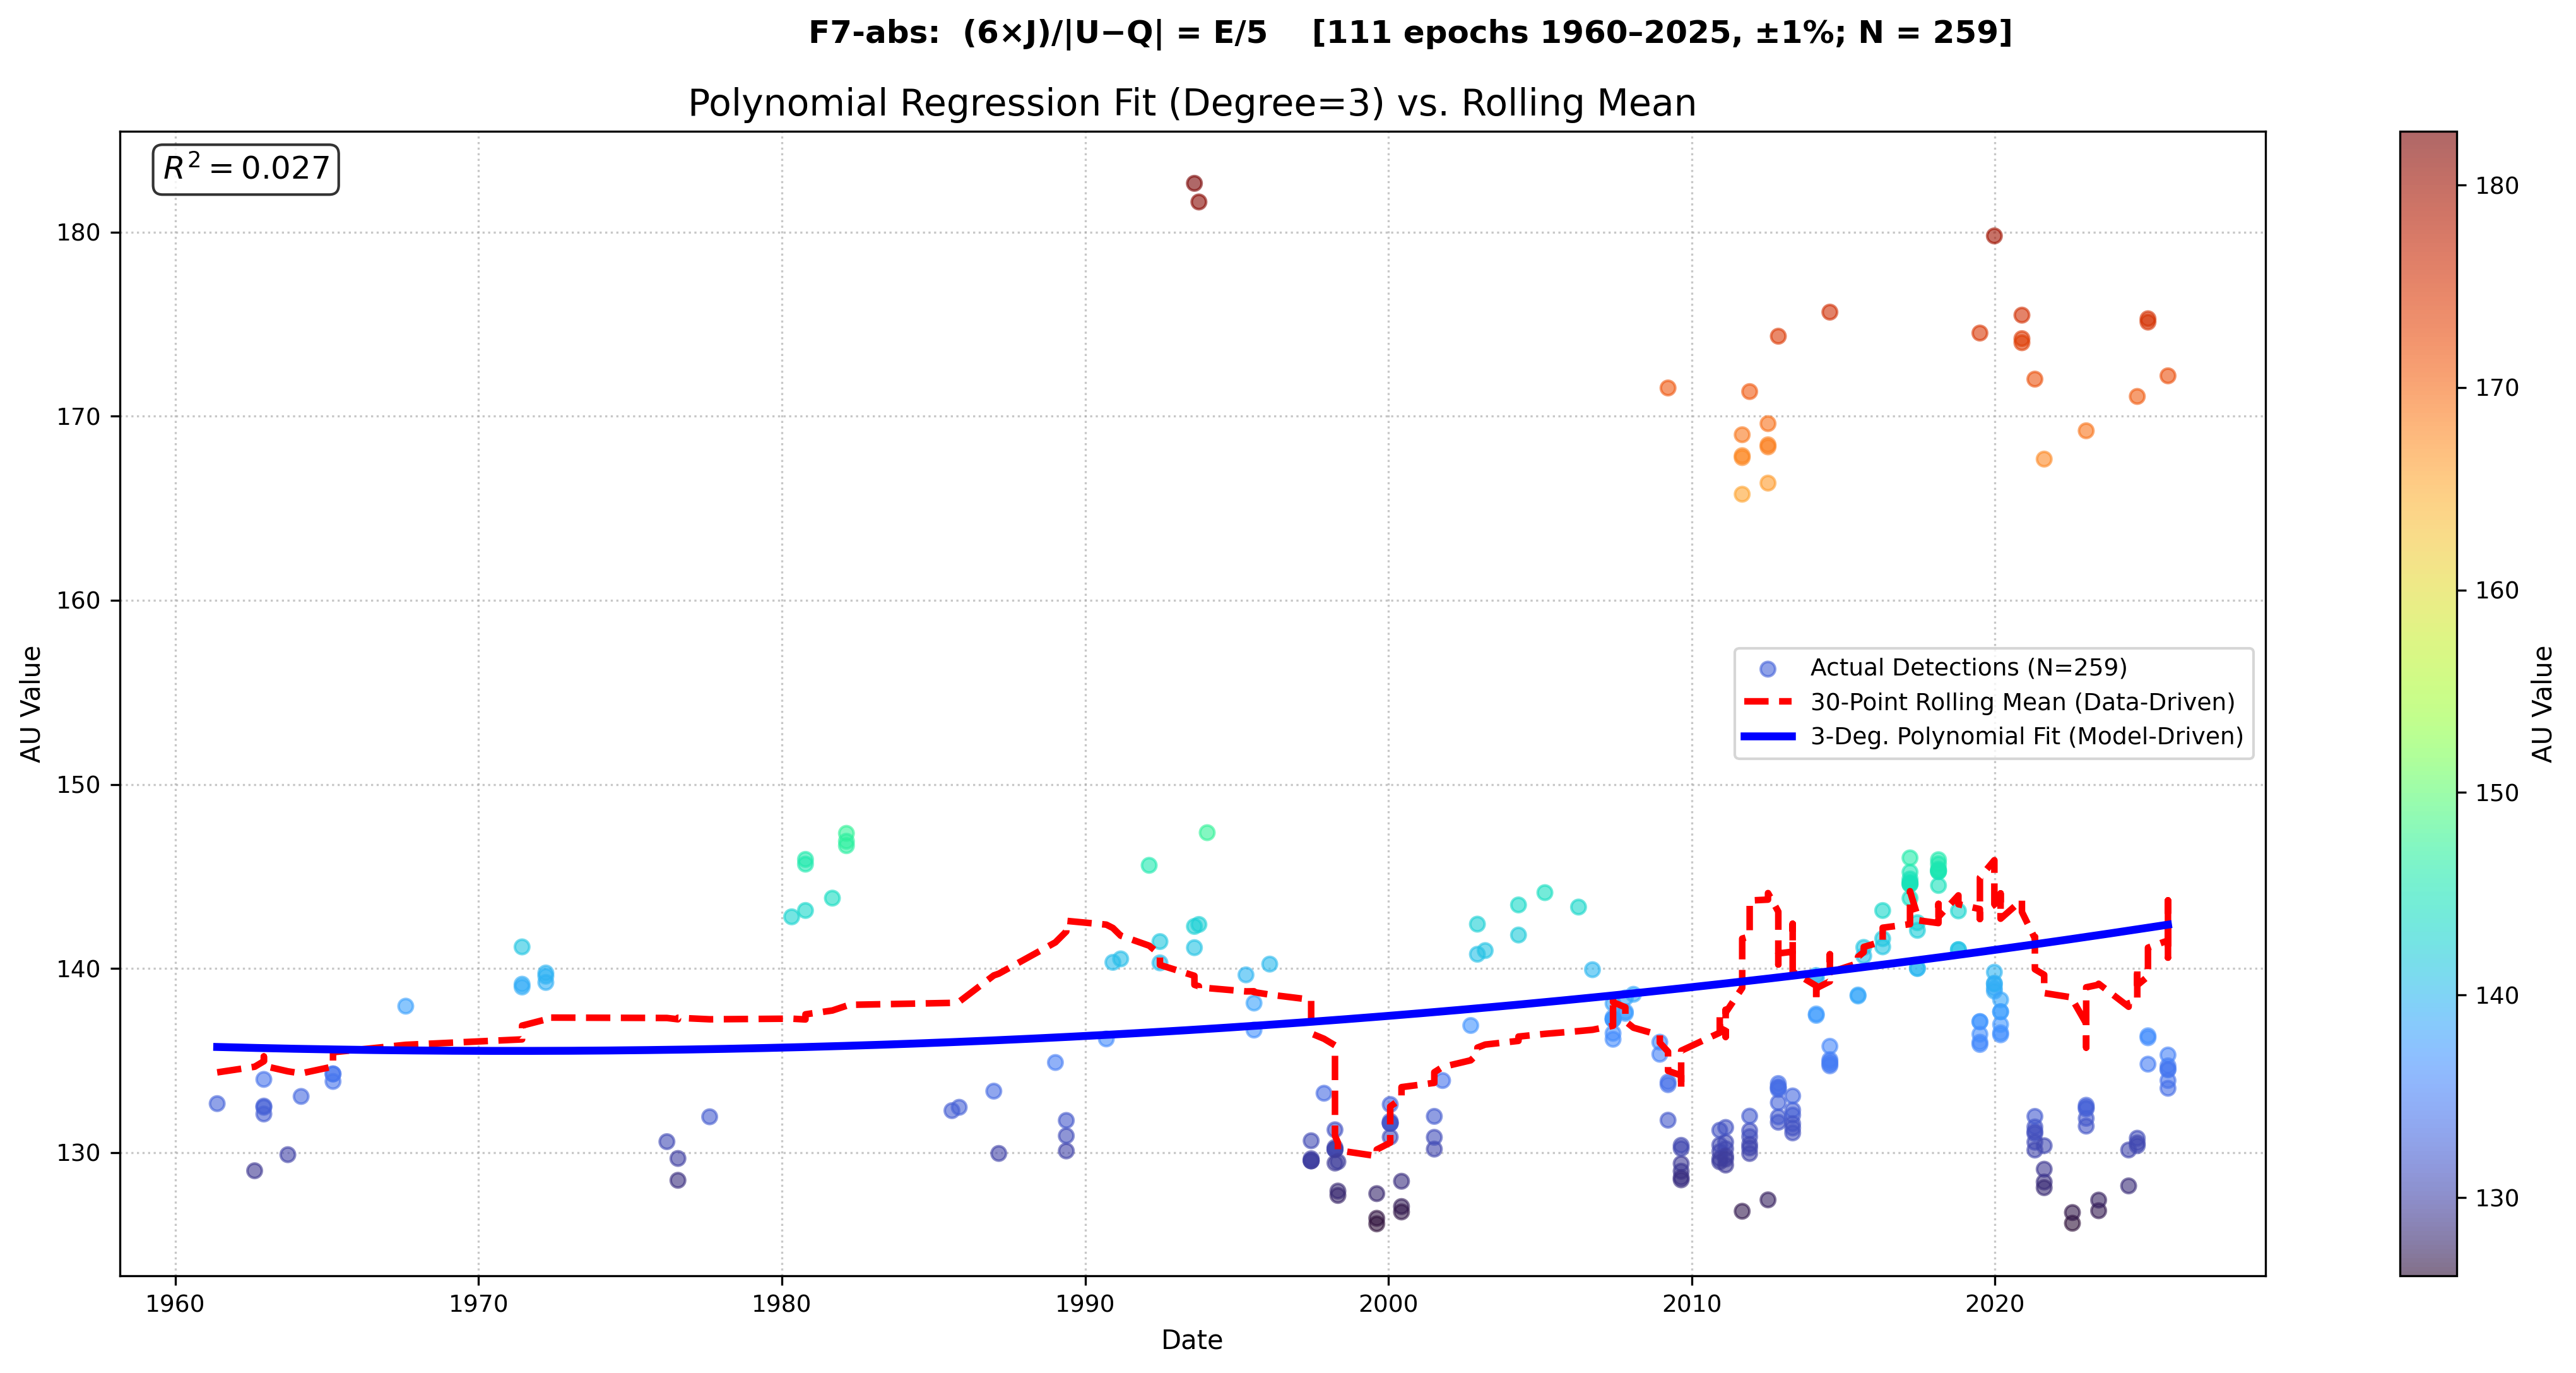 F7-abs:  (6×J)/|U−Q| = E/5    [111 epochs 1960–2025, ±1%; N = 259]
Polynomial Regression Fit (Degree=3) vs. Rolling Mean
R² = 0.027
180
170
160
150
140
130
AU Value
Actual Detections (N=259)
30-Point Rolling Mean (Data-Driven)
3-Deg. Polynomial Fit (Model-Driven)
1960 1970 1980 1990 2000 2010 2020
Date
180
170
160
150
140
130
AU Value